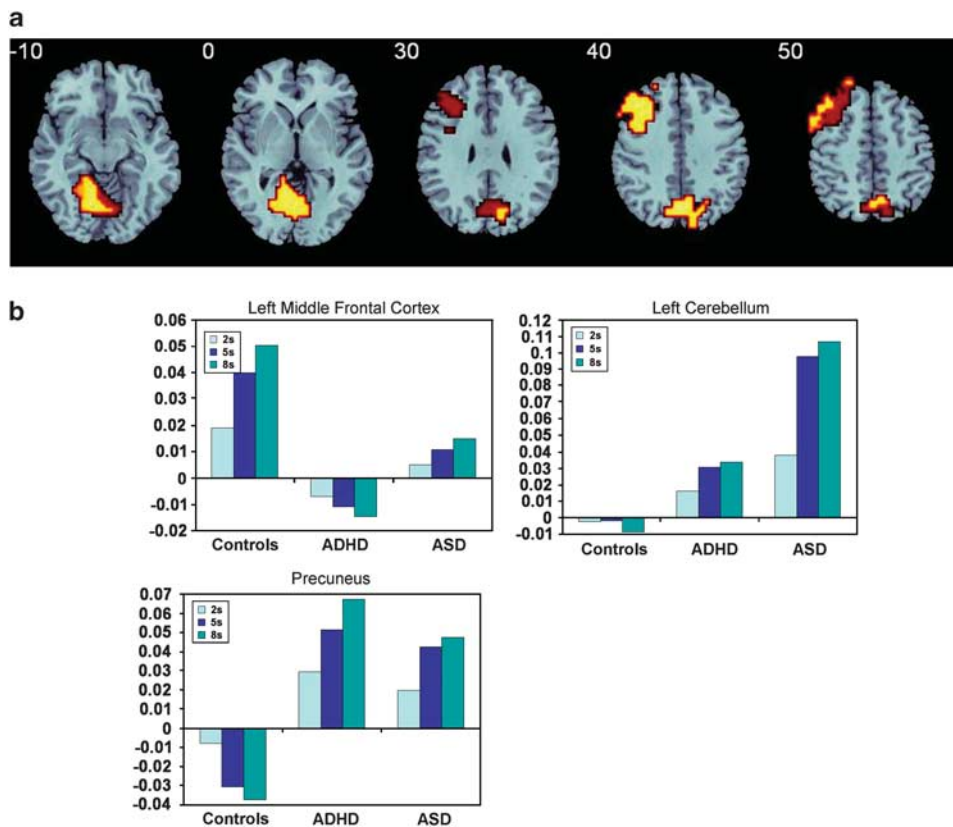 a
-10 0 30 40 50
b
Left Middle Frontal Cortex
0.06
0.05
0.04
0.03
0.02
0.01
0
-0.01
-0.02
2s
5s
8s
Controls ADHD ASD
Left Cerebellum
0.12
0.1
0.09
0.08
0.07
0.06
0.04
0.03
0.02
0.01
0
-0.01
2s
5s
8s
Controls ADHD ASD
Precuneus
0.07
0.06
0.05
0.04
0.03
0.02
0.01
0
-0.01
-0.02
-0.03
-0.04
2s
5s
8s
Controls ADHD ASD